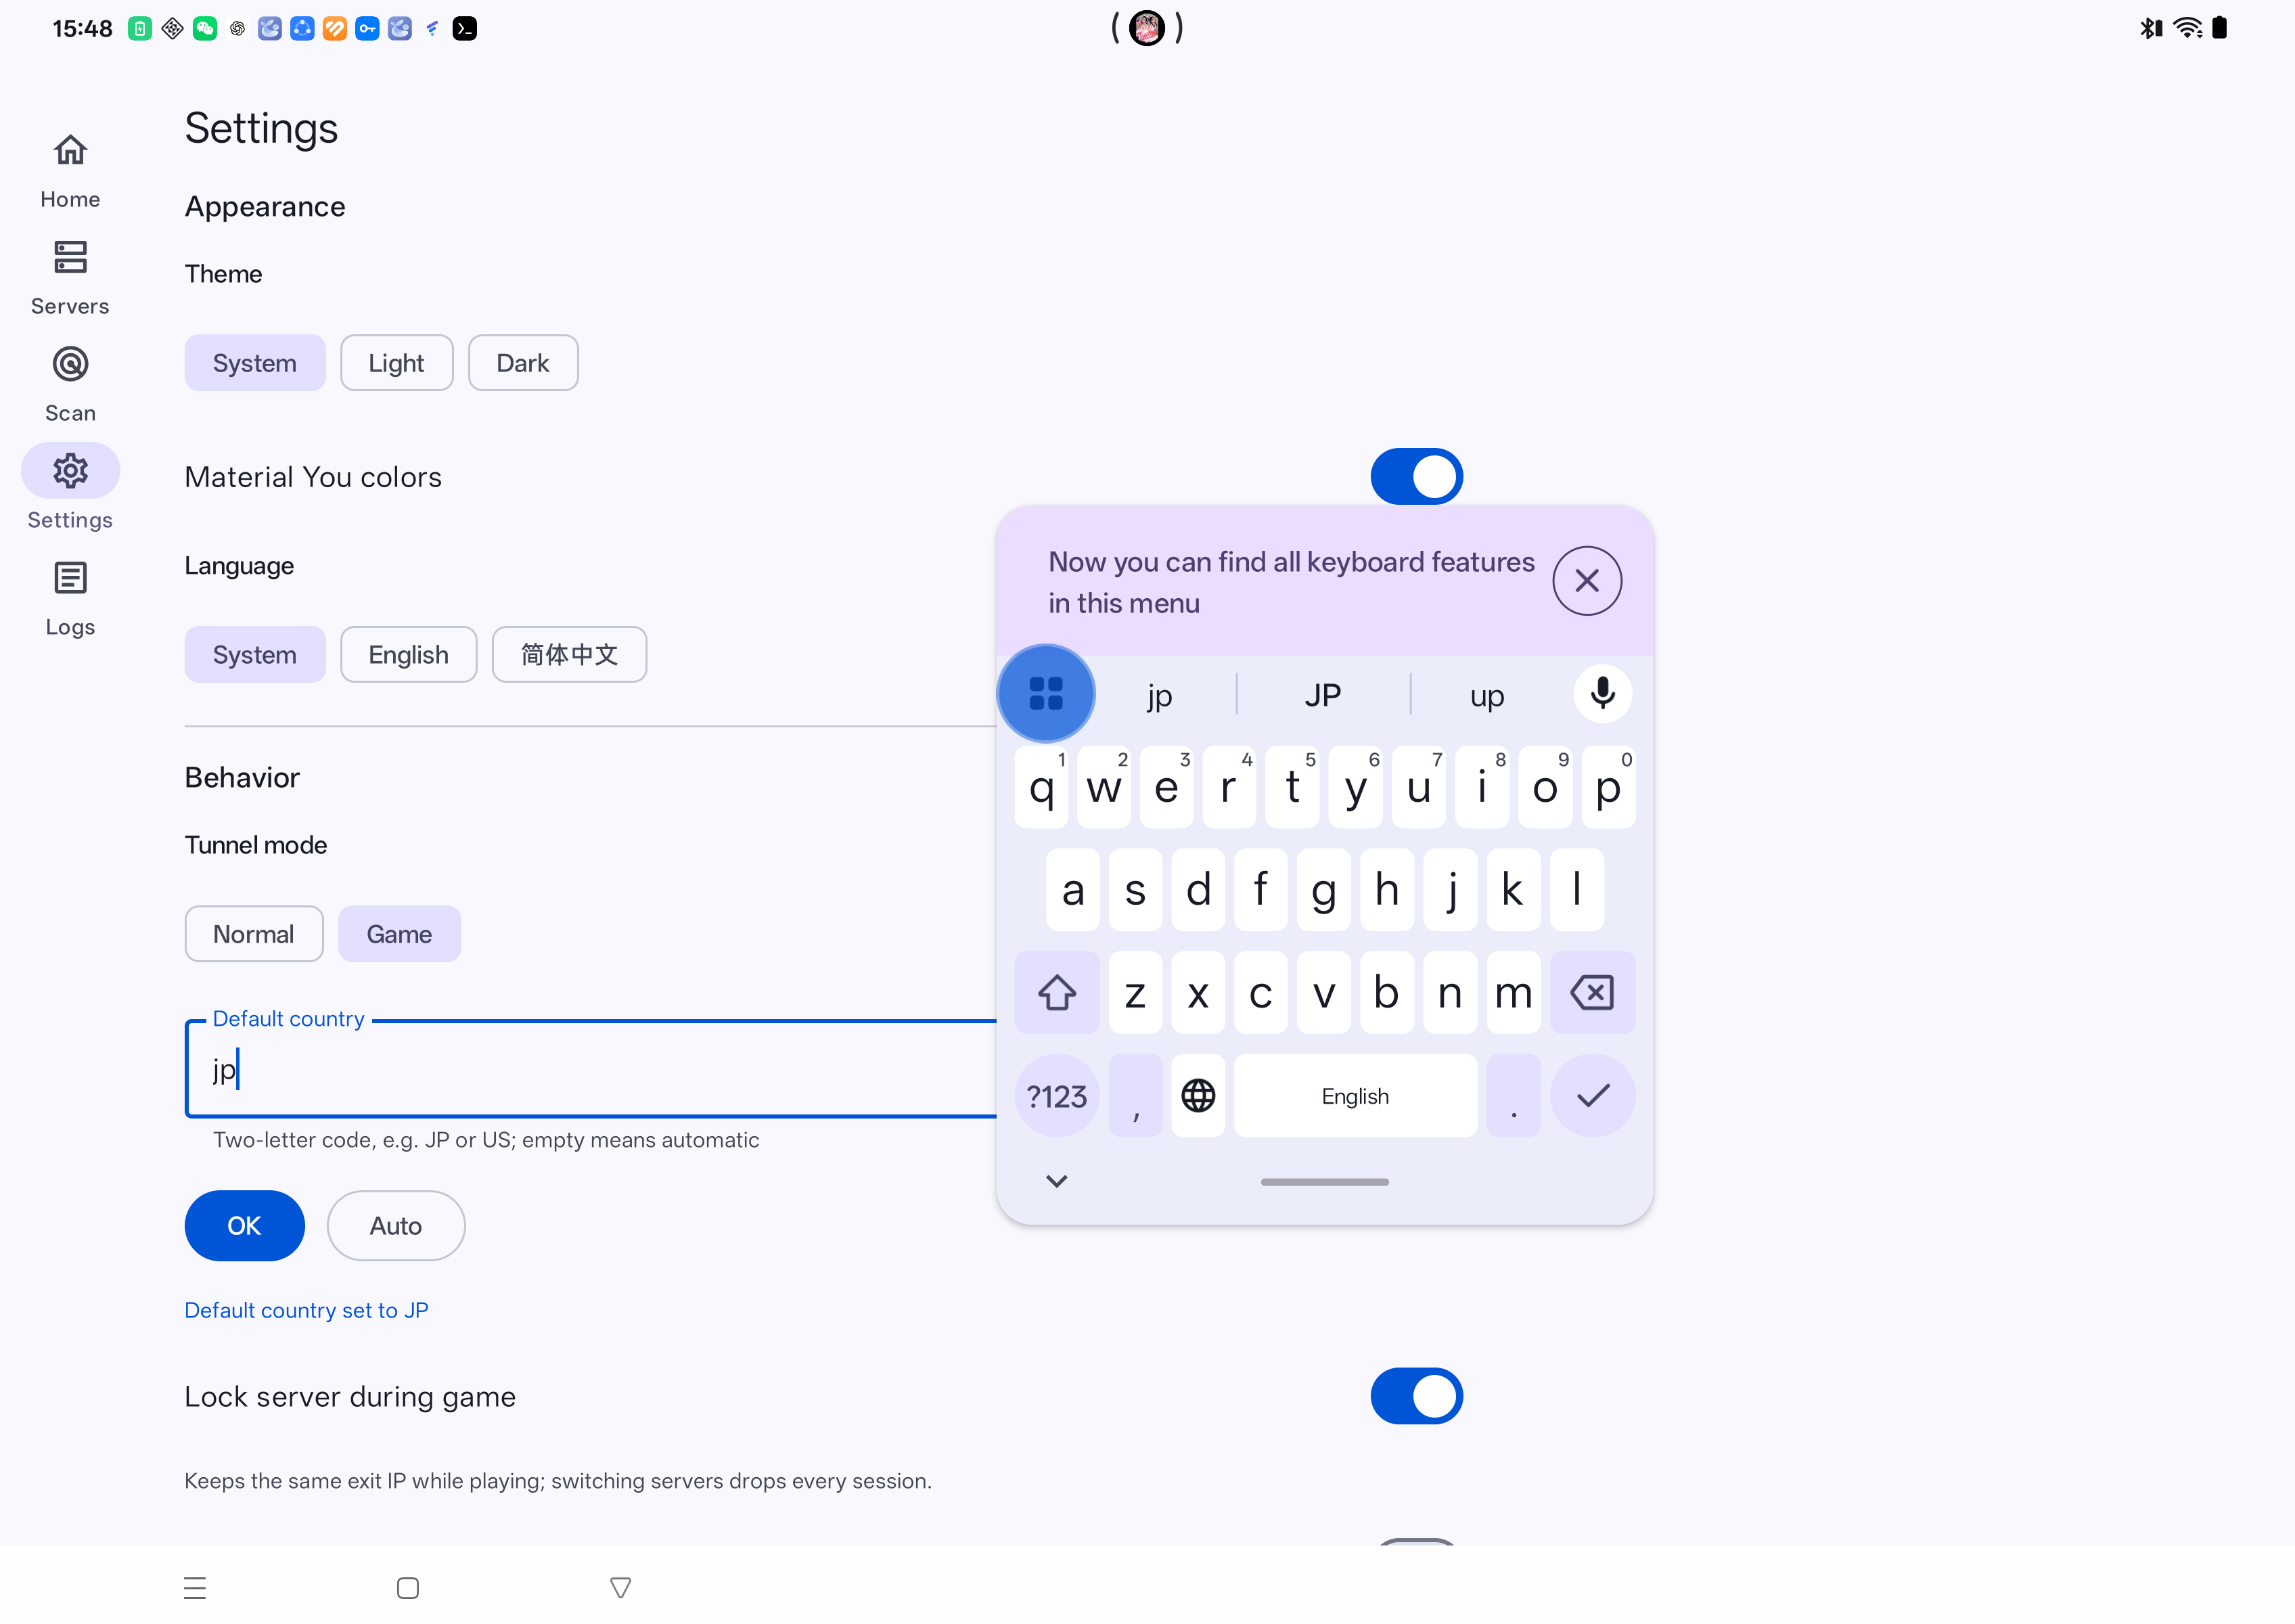 15:48
Settings
Home
Servers
Scan
Settings
Logs
Appearance
Theme
System
Light
Dark
Material You colors
Language
System
English
简体中文
Behavior
Tunnel mode
Normal
Game
Default country
jp
Two-letter code, e.g. JP or US; empty means automatic
OK
Auto
Default country set to JP
Lock server during game
Keeps the same exit IP while playing; switching servers drops every session.
Now you can find all keyboard features
in this menu
jp JP up
1 2 3 4 5 6 7 8 9 0
q w e r t y u i o p
a s d f g h j k l
z x c v b n m
?123 , English .